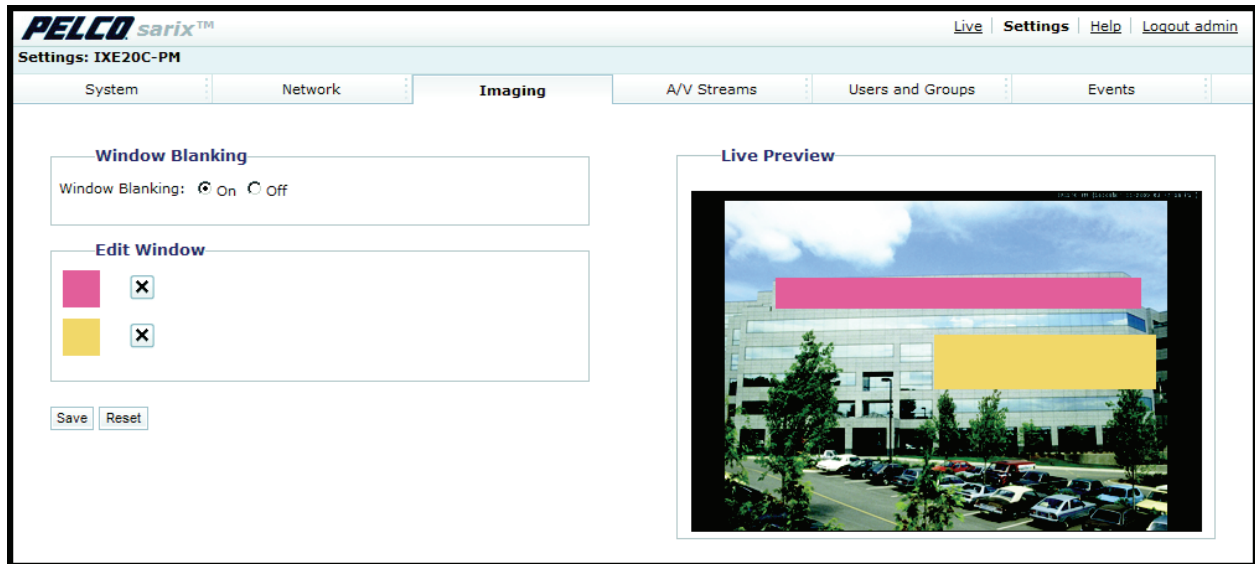 PELCO sarix™
Live Settings Help Logout admin
Settings: IXE20C-PM
System Network Imaging A/V Streams Users and Groups Events
Window Blanking
Window Blanking: On Off
Edit Window
Save Reset
Live Preview